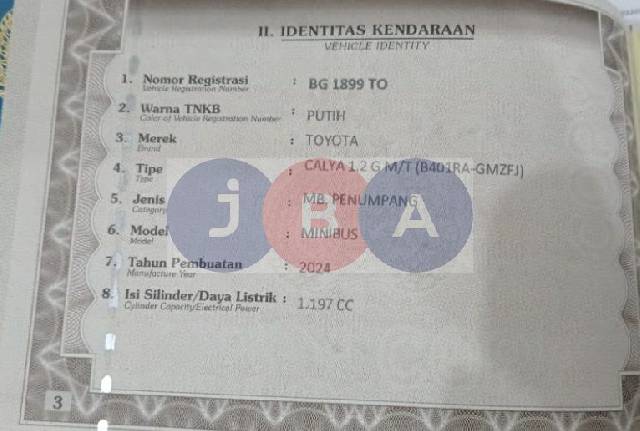 II. IDENTITAS KENDARAAN
VEHICLE IDENTITY
1. Nomor Registrasi : BG 1899 TO
Vehicle Registration Number
2. Warna TNKB : PUTIH
Color of Vehicle Registration Number
3. Merek : TOYOTA
Brand
4. Tipe : CALYA 1.2 G M/T (B401RA-GMZFJ)
Type
5. Jenis : MB. PENUMPANG
Category
6. Model : MINIBUS
Model
7. Tahun Pembuatan : 2024
Manufacture Year
8. Isi Silinder/Daya Listrik : 1.197 CC
Cylinder Capacity/Electrical Power
JBA
3